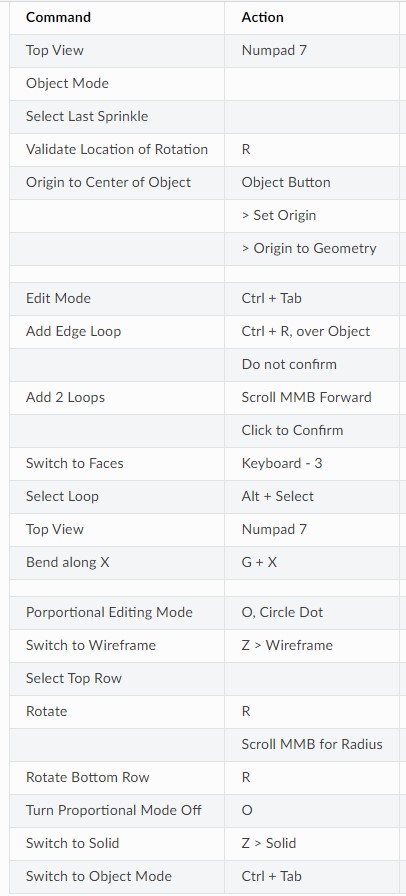 Command Action
Top View Numpad 7
Object Mode
Select Last Sprinkle
Validate Location of Rotation R
Origin to Center of Object Object Button
> Set Origin
> Origin to Geometry
Edit Mode Ctrl + Tab
Add Edge Loop Ctrl + R, over Object
Do not confirm
Add 2 Loops Scroll MMB Forward
Click to Confirm
Switch to Faces Keyboard - 3
Select Loop Alt + Select
Top View Numpad 7
Bend along X G + X
Porportional Editing Mode O, Circle Dot
Switch to Wireframe Z > Wireframe
Select Top Row
Rotate R
Scroll MMB for Radius
Rotate Bottom Row R
Turn Proportional Mode Off O
Switch to Solid Z > Solid
Switch to Object Mode Ctrl + Tab